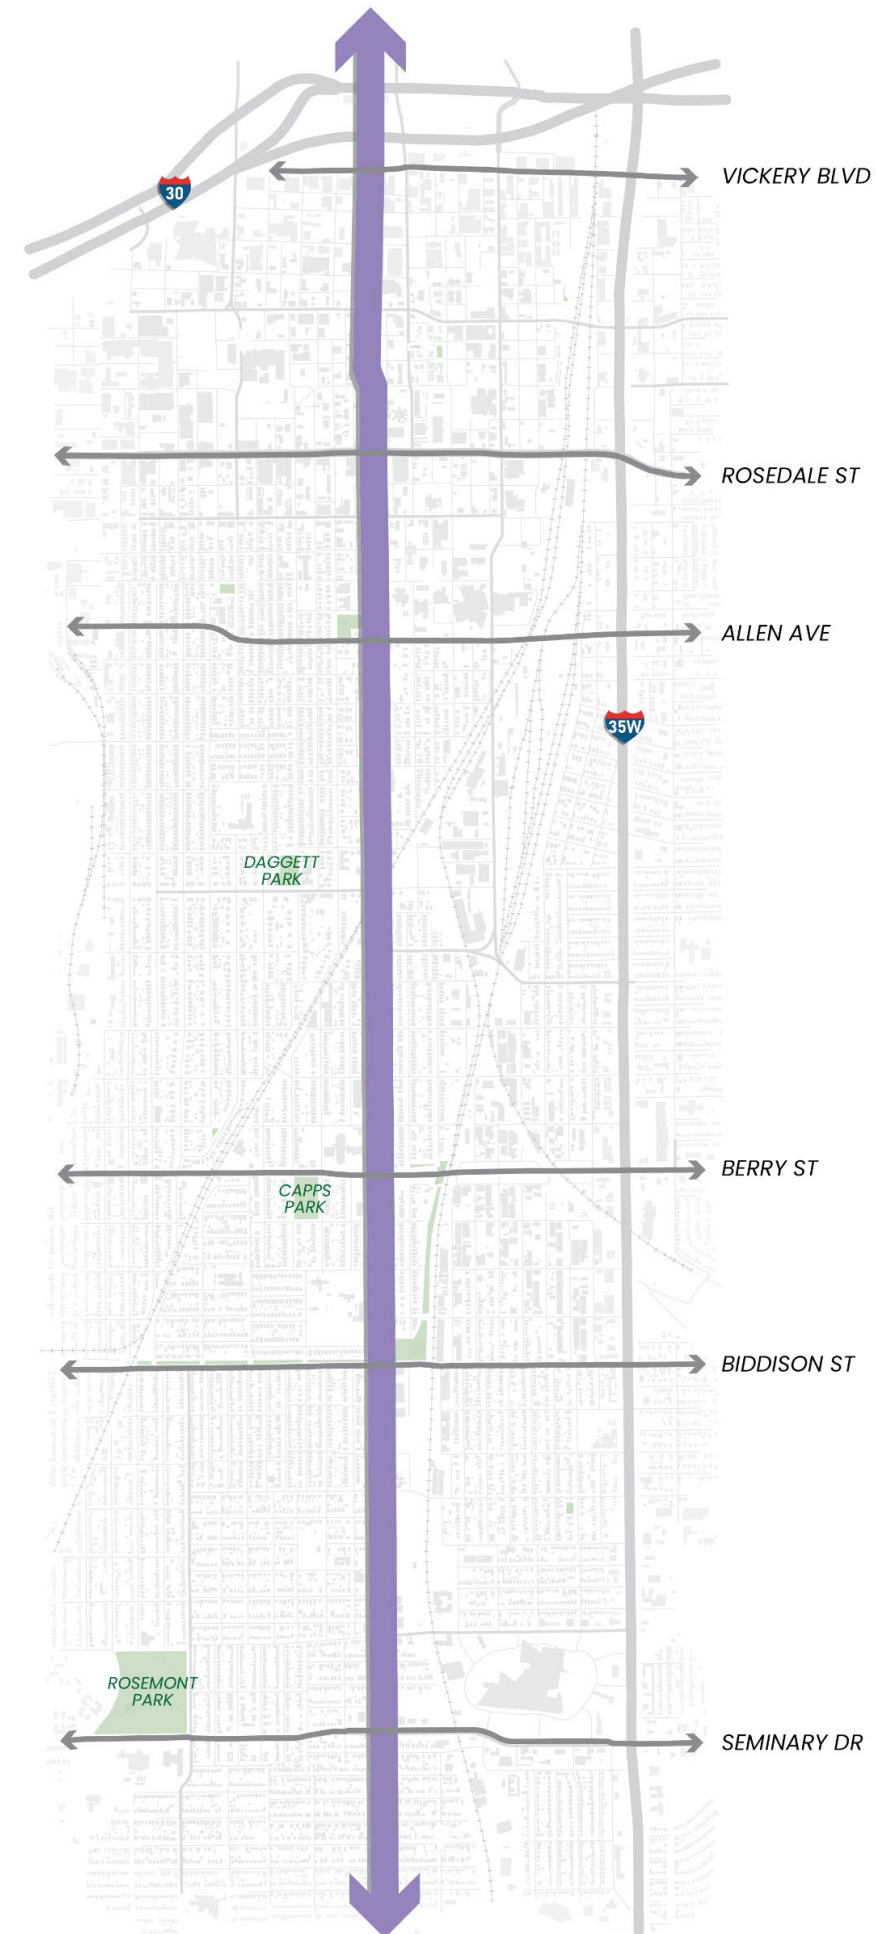 VICKERY BLVD
30
ROSEDALE ST
ALLEN AVE
35W
DAGGETT
PARK
BERRY ST
CAPPS
PARK
BIDDISON ST
ROSEMONT
PARK
SEMINARY DR